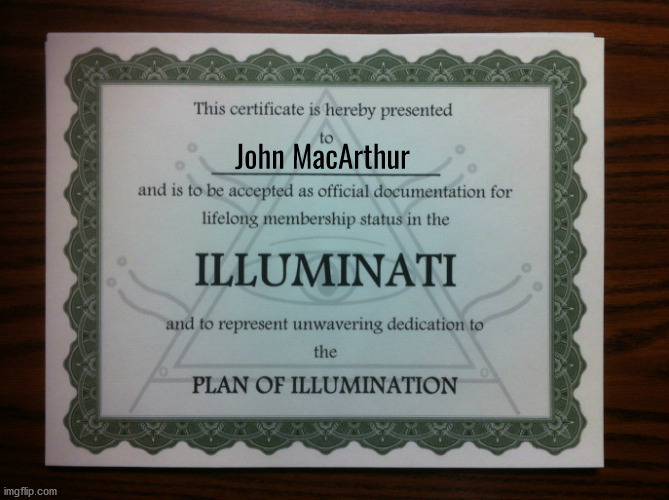 This certificate is hereby presented
to
John MacArthur
and is to be accepted as official documentation for
lifelong membership status in the
ILLUMINATI
and to represent unwavering dedication to
the
PLAN OF ILLUMINATION
imgflip.com